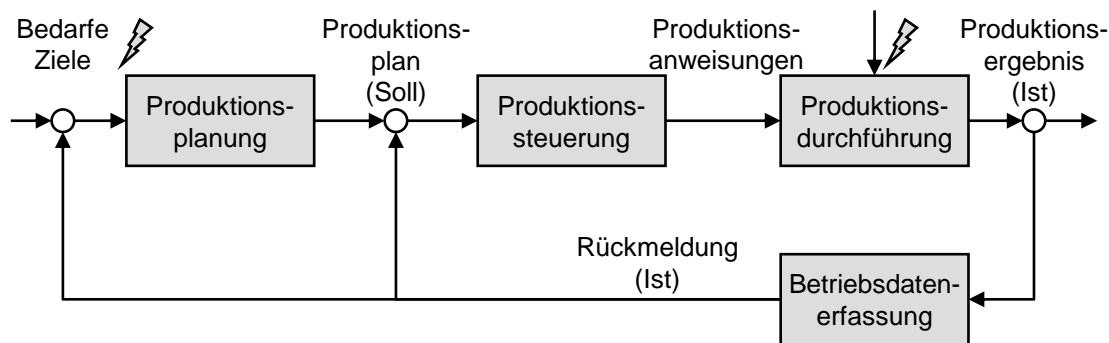 Bedarfe
Ziele
Produktions-
planung
Produktions-
plan
(Soll)
Produktions-
steuerung
Produktions-
anweisungen
Produktions-
durchführung
Produktions-
ergebnis
(Ist)
Rückmeldung
(Ist)
Betriebsdaten-
erfassung